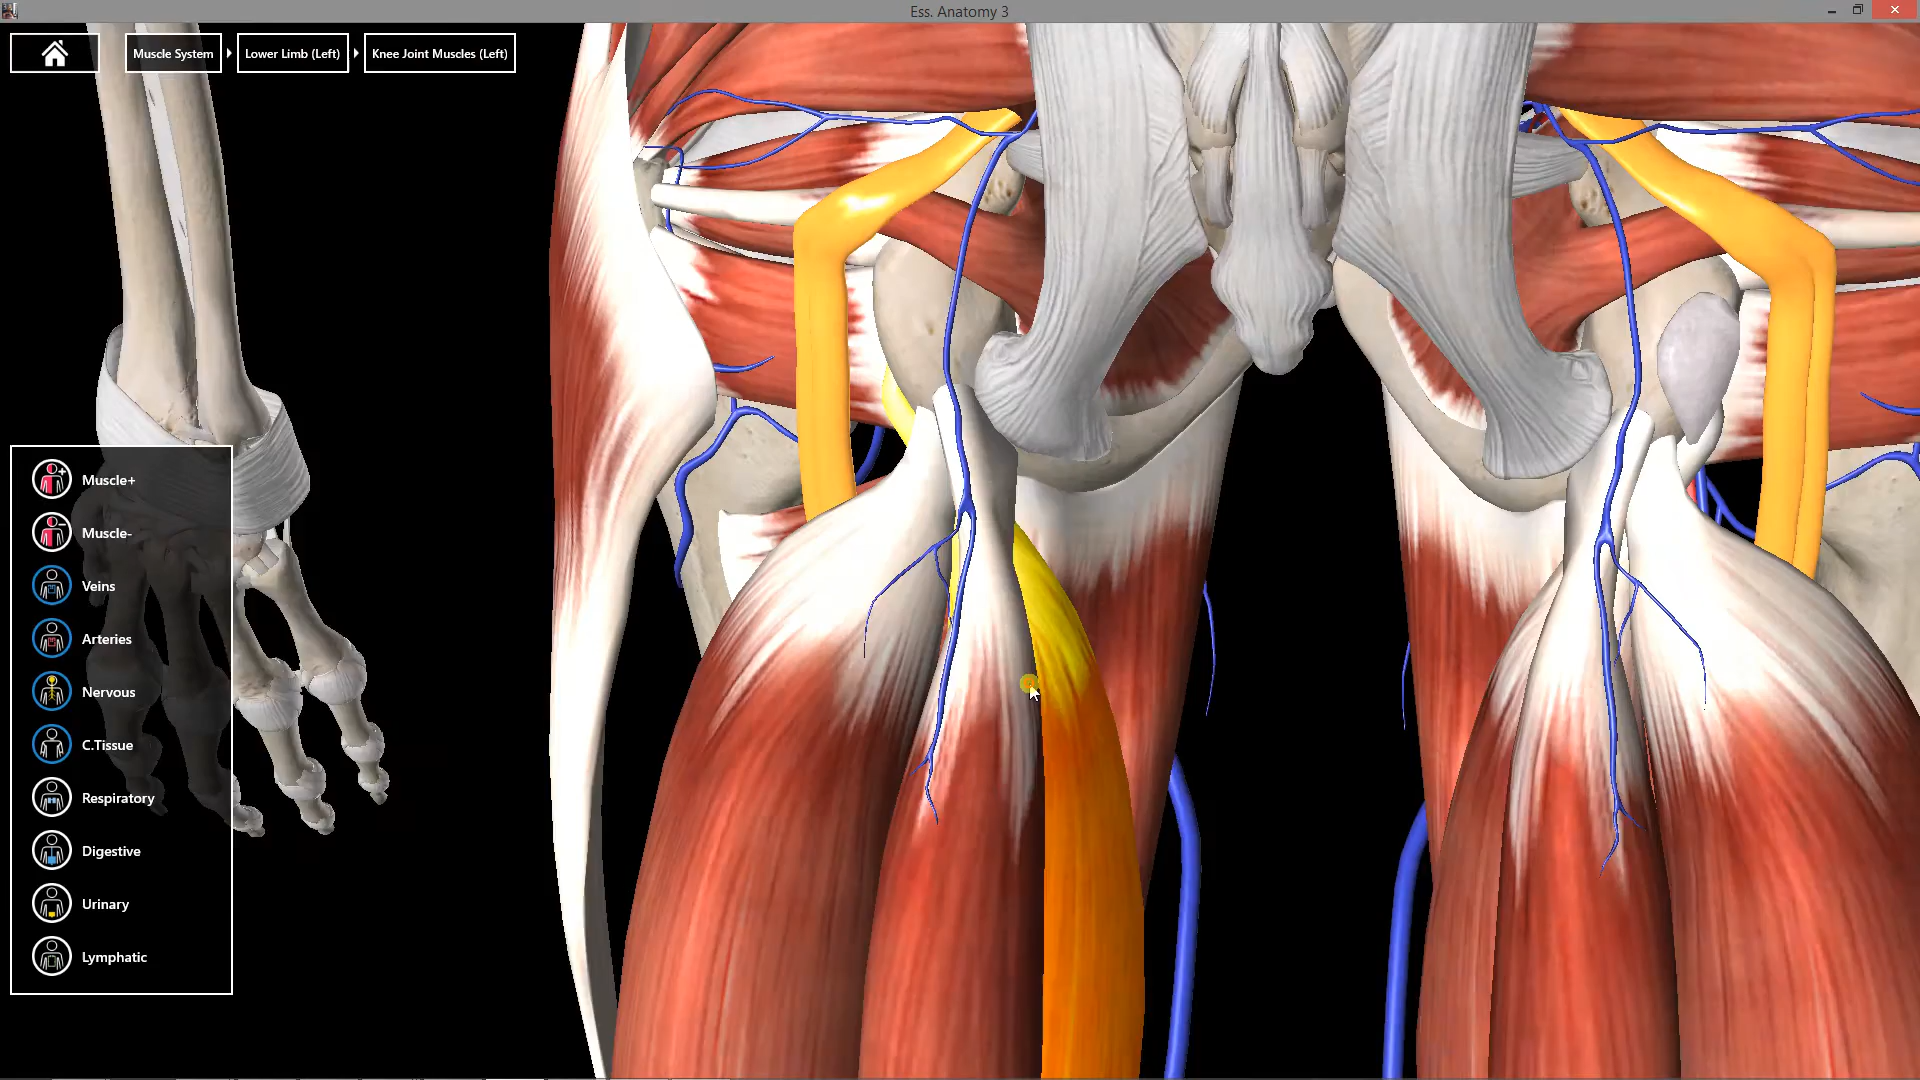 Ess. Anatomy 3
Muscle System
Lower Limb (Left)
Knee Joint Muscles (Left)
Muscle+
Muscle-
Veins
Arteries
Nervous
C.Tissue
Respiratory
Digestive
Urinary
Lymphatic